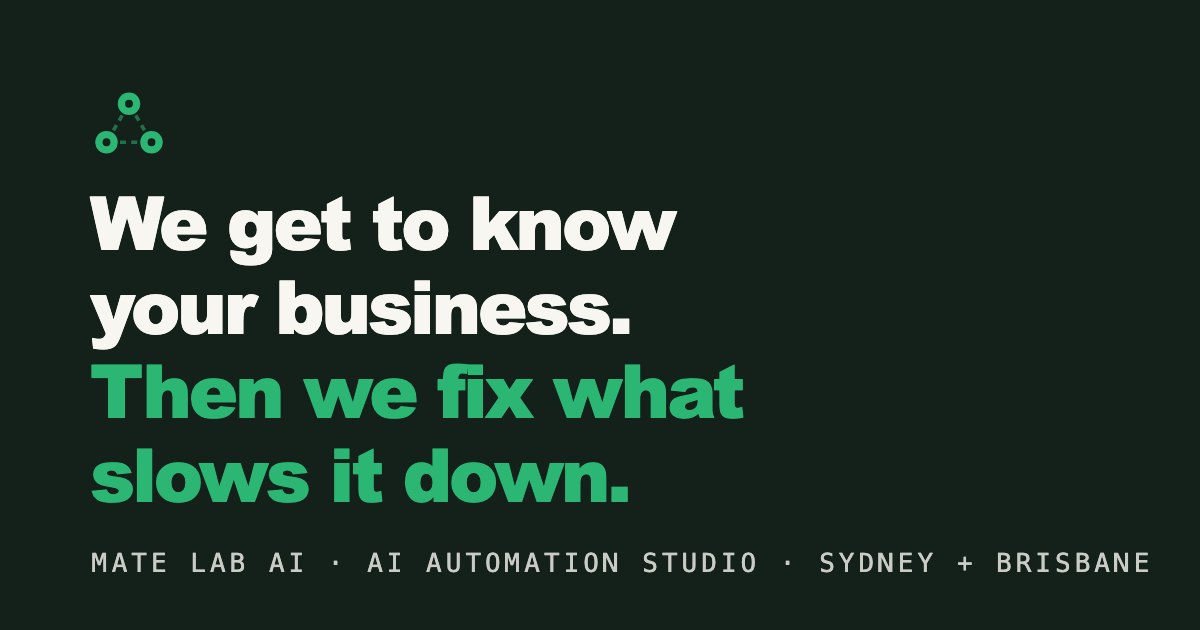 We get to know
your business.
Then we fix what
slows it down.
MATE LAB AI · AI AUTOMATION STUDIO · SYDNEY + BRISBANE